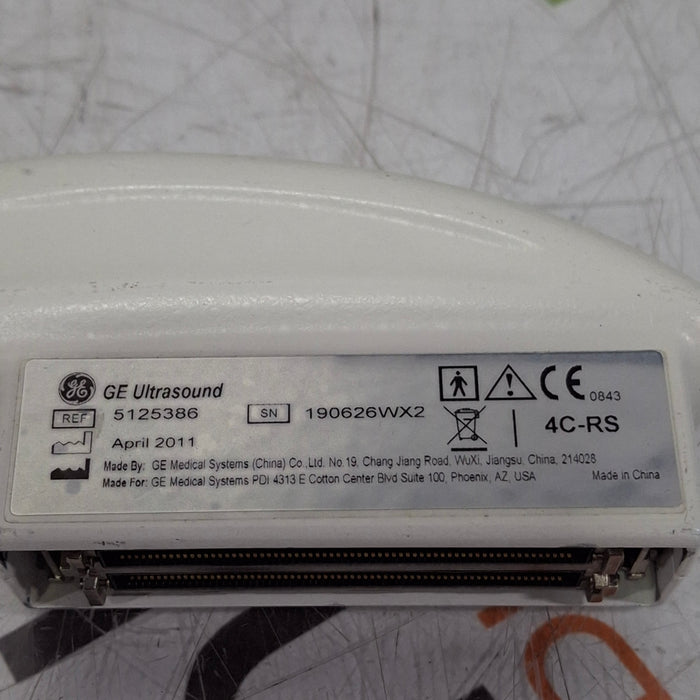 GE Ultrasound
REF 5125386 SN 190626WX2
0843
April 2011
4C-RS
Made By: GE Medical Systems (China) Co.,Ltd. No.19, Chang Jiang Road, WuXi, Jiangsu, China, 214028
Made For: GE Medical Systems PDI 4313 E Cotton Center Blvd Suite 100, Phoenix, AZ, USA
Made in China